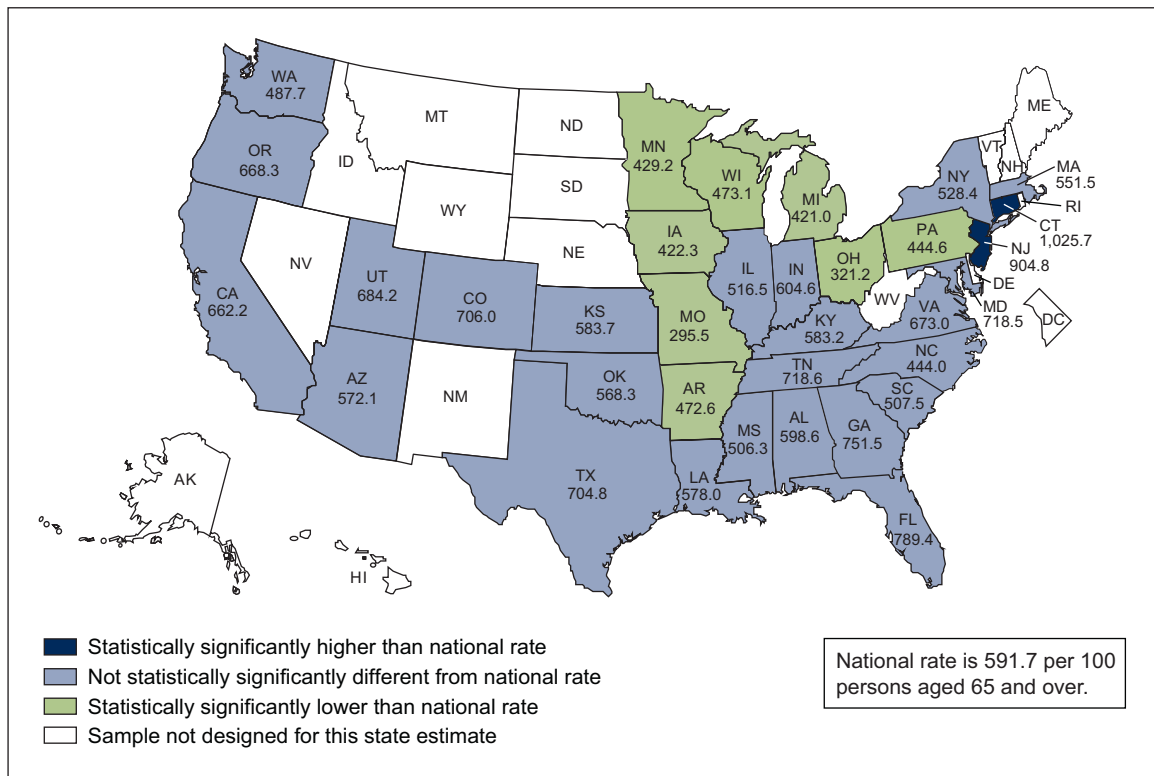 WA
487.7
OR
668.3
CA
662.2
ID
NV
MT
WY
UT
684.2
AZ
572.1
CO
706.0
NM
ND
SD
NE
KS
583.7
OK
568.3
TX
704.8
MN
429.2
IA
422.3
MO
295.5
AR
472.6
LA
578.0
WI
473.1
MI
421.0
IL
516.5
IN
604.6
OH
321.2
KY
583.2
TN
718.6
MS
506.3
AL
598.6
GA
751.5
FL
789.4
SC
507.5
NC
444.0
VA
673.0
WV
PA
444.6
NY
528.4
VT
NH
ME
MA
551.5
RI
CT
1,025.7
NJ
904.8
DE
MD
718.5
DC
AK
HI
Statistically significantly higher than national rate
Not statistically significantly different from national rate
Statistically significantly lower than national rate
Sample not designed for this state estimate
National rate is 591.7 per 100
persons aged 65 and over.